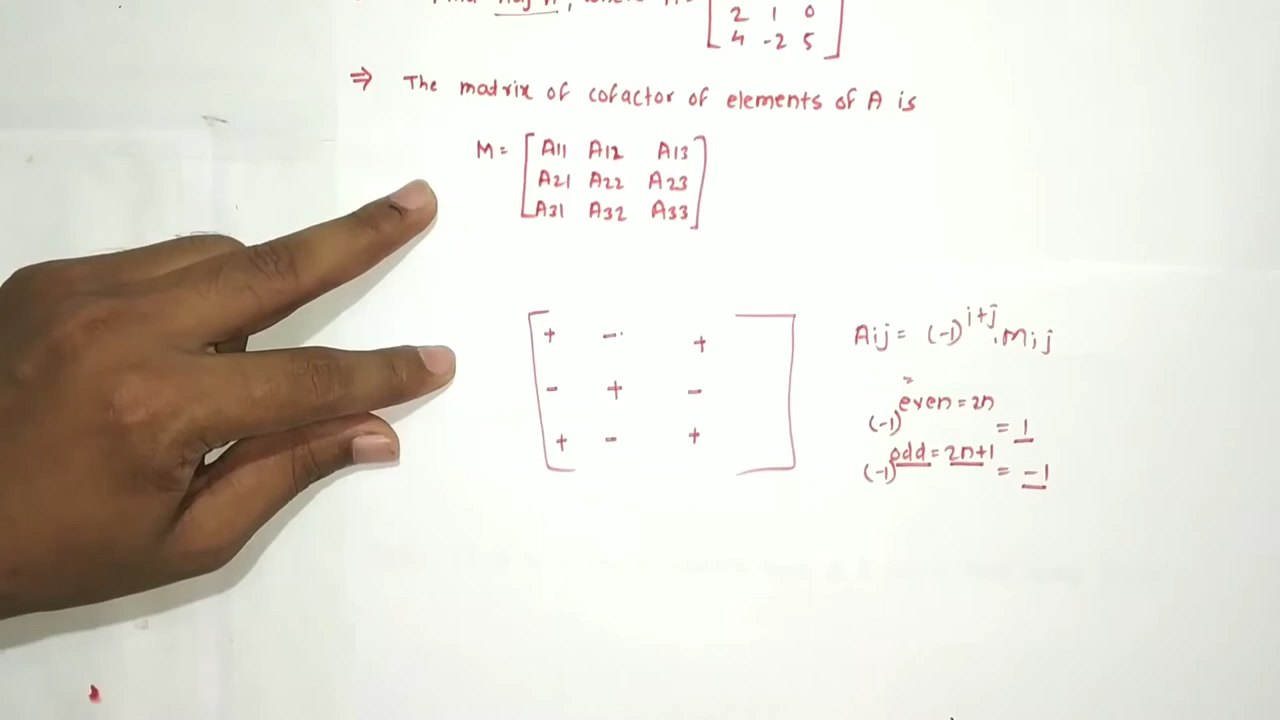 2 1 0
4 -2 5
⇒ The matrix of cofactor of elements of A is
M = [ A11 A12 A13
A21 A22 A23
A31 A32 A33 ]
+ - +
- + -
+ - +
Aij = (-1)^i+j . Mij
(-1)^even = 2n = 1
(-1)^odd = 2n+1 = -1